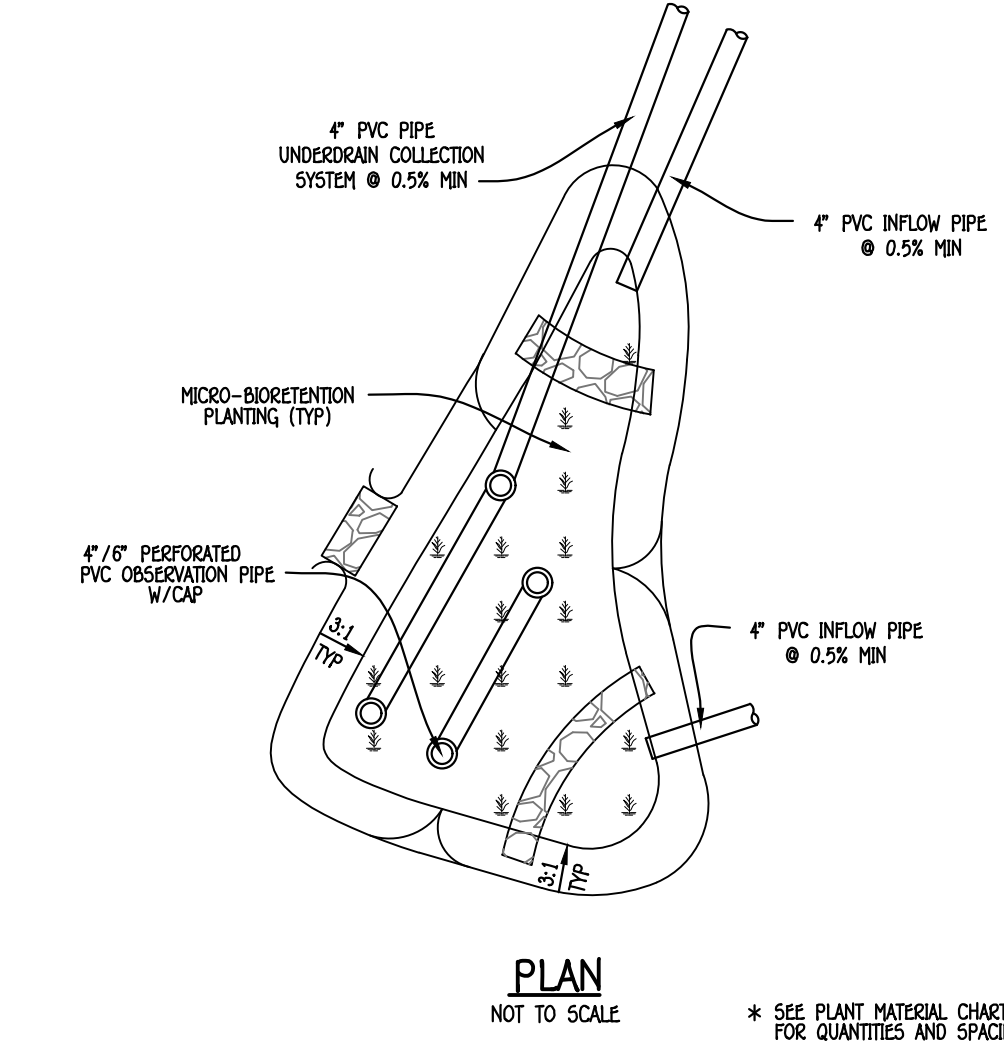 4" PVC PIPE
UNDERDRAIN COLLECTION
SYSTEM @ 0.5% MIN
4" PVC INFLOW PIPE
@ 0.5% MIN
MICRO-BIORETENTION
PLANTING (TYP)
4"/6" PERFORATED
PVC OBSERVATION PIPE
W/CAP
3:1
TYP
4" PVC INFLOW PIPE
@ 0.5% MIN
3:1
TYP
PLAN
NOT TO SCALE
* SEE PLANT MATERIAL CHART
FOR QUANTITIES AND